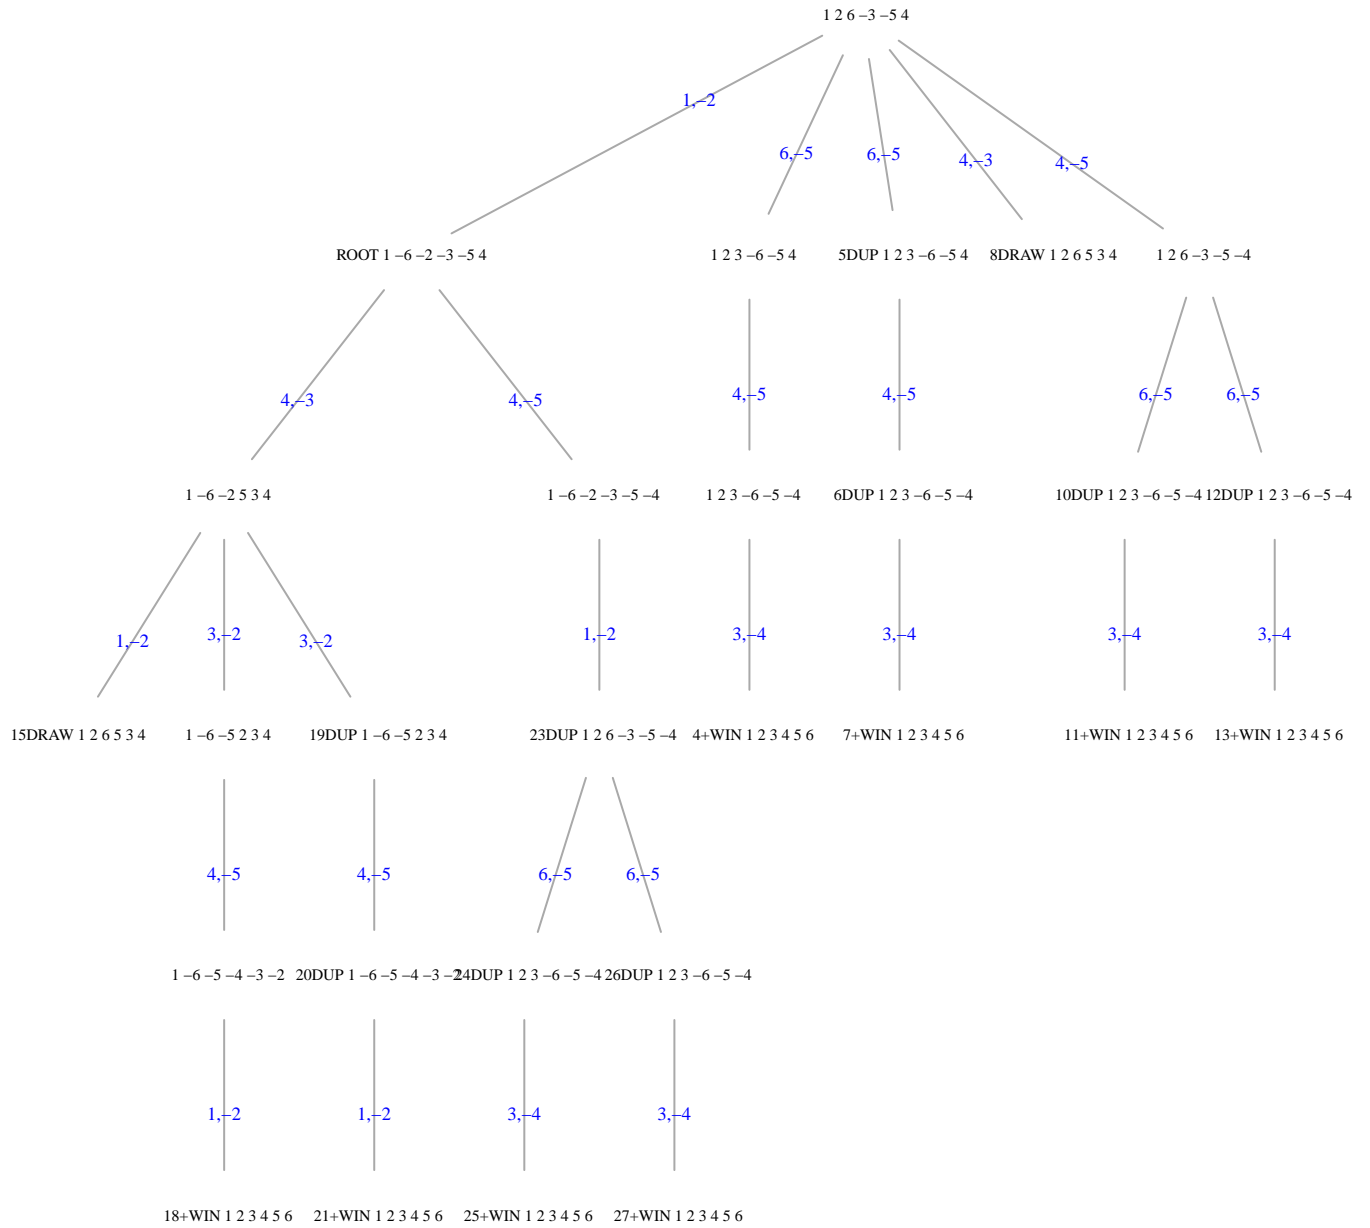 1 2 6 –3 –5 4
1,–2
6,–5 6,–5 4,–3 4,–5
ROOT 1 –6 –2 –3 –5 4 1 2 3 –6 –5 4 5DUP 1 2 3 –6 –5 4 8DRAW 1 2 6 5 3 4 1 2 6 –3 –5 –4
4,–3 4,–5 4,–5 4,–5 6,–5 6,–5
1 –6 –2 5 3 4 1 –6 –2 –3 –5 –4 1 2 3 –6 –5 –4 6DUP 1 2 3 –6 –5 –4 10DUP 1 2 3 –6 –5 –4 12DUP 1 2 3 –6 –5 –4
1,–2 3,–2 3,–2 1,–2 3,–4 3,–4 3,–4 3,–4
15DRAW 1 2 6 5 3 4 1 –6 –5 2 3 4 19DUP 1 –6 –5 2 3 4 23DUP 1 2 6 –3 –5 –4 4+WIN 1 2 3 4 5 6 7+WIN 1 2 3 4 5 6 11+WIN 1 2 3 4 5 6 13+WIN 1 2 3 4 5 6
4,–5 4,–5 6,–5 6,–5
1 –6 –5 –4 –3 –2 20DUP 1 –6 –5 –4 –3 –2 24DUP 1 2 3 –6 –5 –4 26DUP 1 2 3 –6 –5 –4
1,–2 1,–2 3,–4 3,–4
18+WIN 1 2 3 4 5 6 21+WIN 1 2 3 4 5 6 25+WIN 1 2 3 4 5 6 27+WIN 1 2 3 4 5 6